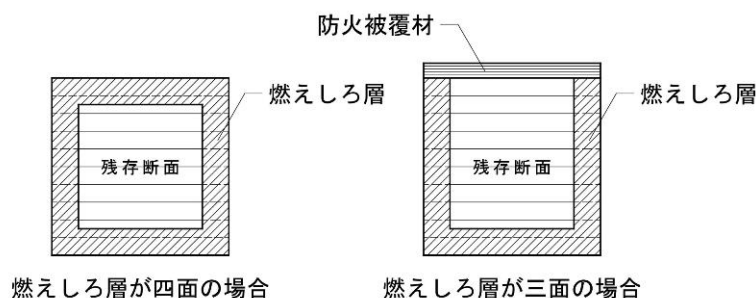 防火被覆材
燃えしろ層
燃えしろ層
残存断面
残存断面
燃えしろ層が四面の場合
燃えしろ層が三面の場合